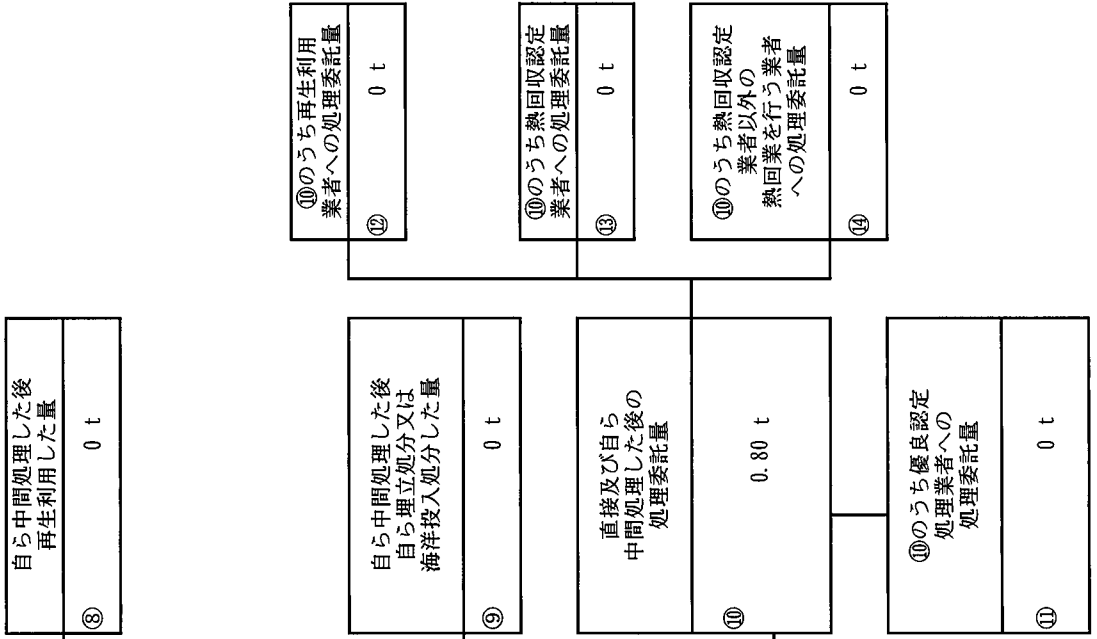 自ら中間処理した後
再生利用した量
⑧ 0 t
自ら中間処理した後
自ら埋立処分又は
海洋投入処分した量
⑨ 0 t
直接及び自ら
中間処理した後の
処理委託量
⑩ 0.80 t
⑩のうち優良認定
処理業者への
処理委託量
⑪ 0 t
⑩のうち再生利用
業者への処理委託量
⑫ 0 t
⑩のうち熱回収認定
業者への処理委託量
⑬ 0 t
⑩のうち熱回収認定
業者以外の
熱回業を行う業者
への処理委託量
⑭ 0 t